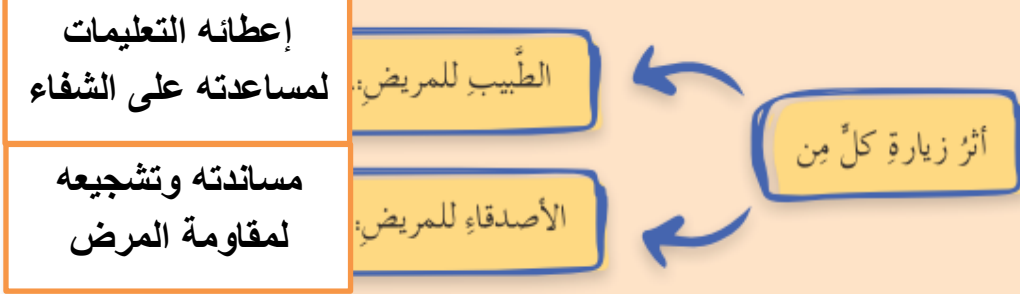 أثرُ زيارةِ كلٍّ مِن
الطَّبيبِ للمريضِ:.
إعطائه التعليمات
لمساعدته على الشفاء
الأصدقاءِ للمريضِ:
مساندته وتشجيعه
لمقاومة المرض